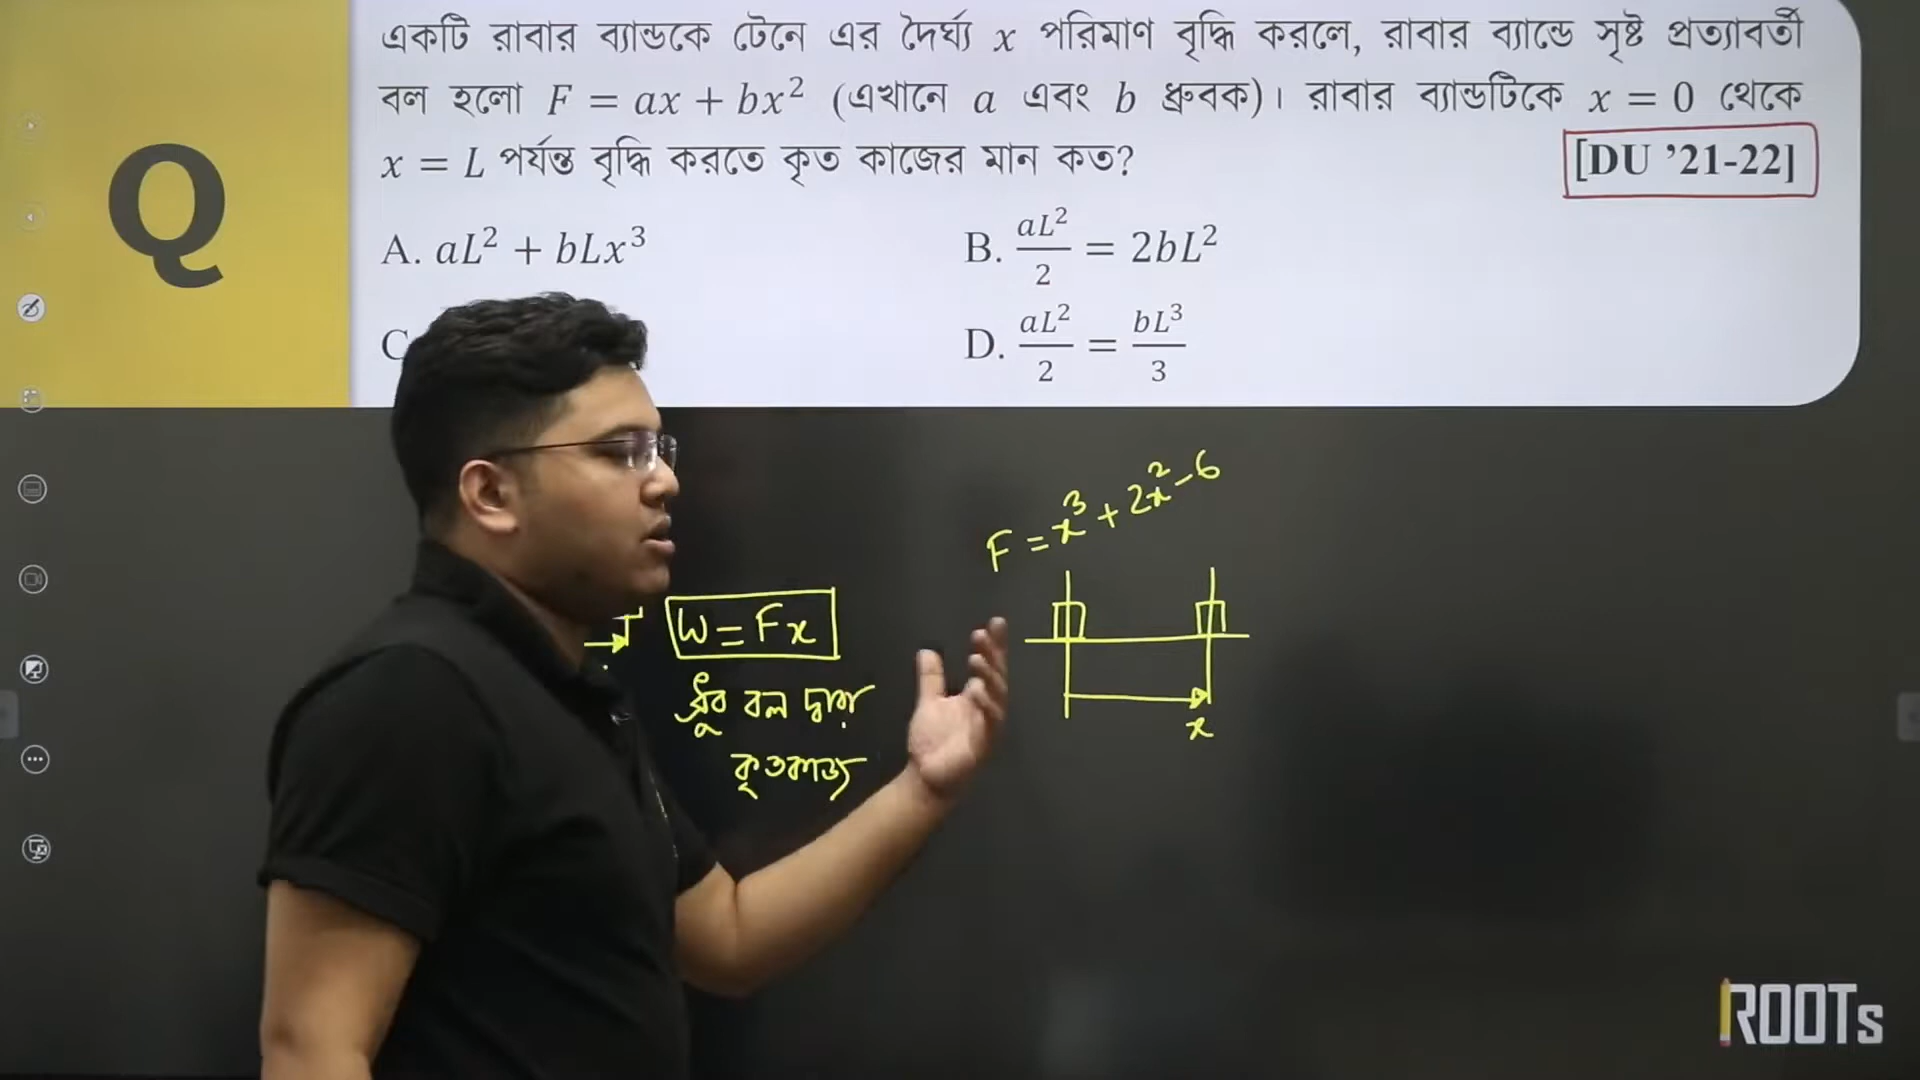 Q
একটি রাবার ব্যান্ডকে টেনে এর দৈর্ঘ্য x পরিমাণ বৃদ্ধি করলে, রাবার ব্যান্ডে সৃষ্ট প্রত্যাবর্তী
বল হলো F = ax + bx² (এখানে a এবং b ধ্রুবক)। রাবার ব্যান্ডটিকে x = 0 থেকে
x = L পর্যন্ত বৃদ্ধি করতে কৃত কাজের মান কত?
[DU ’21-22]
A. aL² + bLx³
B. aL²/2 = 2bL²
C
D. aL²/2 = bL³/3
F = x³ + 2x² - 6
W = Fx
ধ্রুব বল দ্বারা
কৃতকাজ
x
ROOTs